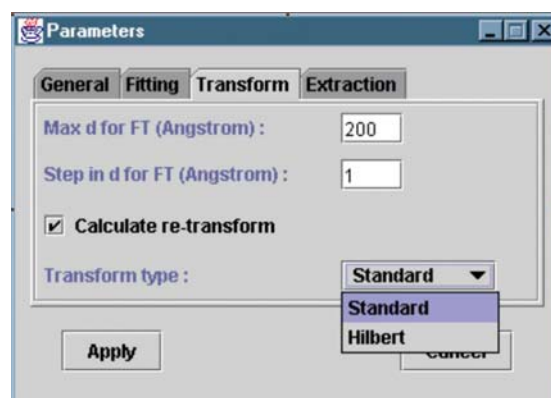 Parameters
General Fitting Transform Extraction
Max d for FT (Angstrom) : 200
Step in d for FT (Angstrom) : 1
Calculate re-transform
Transform type : Standard
Standard
Hilbert
Apply